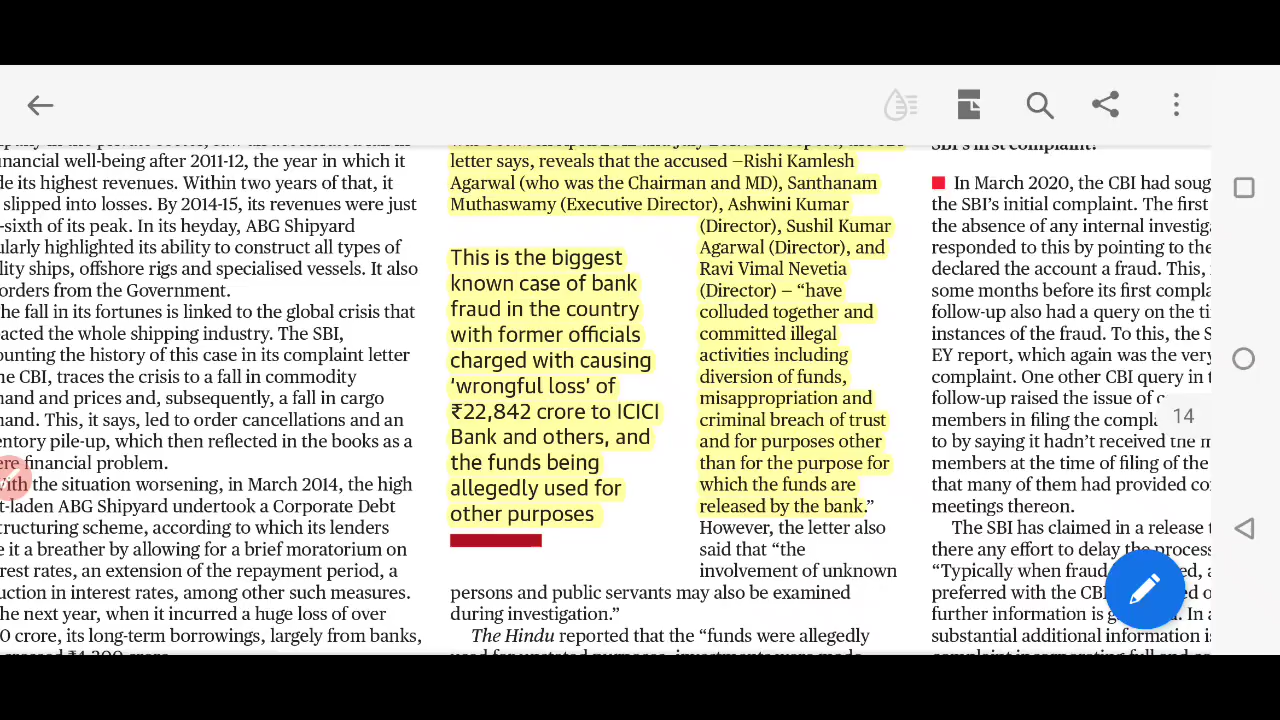 financial well-being after 2011-12, the year in which it
its highest revenues. Within two years of that, it
slipped into losses. By 2014-15, its revenues were just
-sixth of its peak. In its heyday, ABG Shipyard
highlighted its ability to construct all types of
ships, offshore rigs and specialised vessels. It also
orders from the Government.
fall in its fortunes is linked to the global crisis that
the whole shipping industry. The SBI,
the history of this case in its complaint letter
CBI, traces the crisis to a fall in commodity
and prices and, subsequently, a fall in cargo
This, it says, led to order cancellations and an
pile-up, which then reflected in the books as a
financial problem.
the situation worsening, in March 2014, the high
-laden ABG Shipyard undertook a Corporate Debt
scheme, according to which its lenders
it a breather by allowing for a brief moratorium on
rates, an extension of the repayment period, a
in interest rates, among other such measures.
next year, when it incurred a huge loss of over
crore, its long-term borrowings, largely from banks,
letter says, reveals that the accused –Rishi Kamlesh
Agarwal (who was the Chairman and MD), Santhanam
Muthaswamy (Executive Director), Ashwini Kumar
(Director), Sushil Kumar
Agarwal (Director), and
Ravi Vimal Nevetia
(Director) – “have
colluded together and
committed illegal
activities including
diversion of funds,
misappropriation and
criminal breach of trust
and for purposes other
than for the purpose for
which the funds are
released by the bank.”
However, the letter also
said that “the
involvement of unknown
This is the biggest
known case of bank
fraud in the country
with former officials
charged with causing
‘wrongful loss’ of
₹22,842 crore to ICICI
Bank and others, and
the funds being
allegedly used for
other purposes
persons and public servants may also be examined
during investigation.”
The Hindu reported that the “funds were allegedly
SBI's first complaint?
In March 2020, the CBI had soug
the SBI’s initial complaint. The first
the absence of any internal investig
responded to this by pointing to the
declared the account a fraud. This,
some months before its first compla
follow-up also had a query on the ti
instances of the fraud. To this, the S
EY report, which again was the very
complaint. One other CBI query in t
follow-up raised the issue of
members in filing the compl
to by saying it hadn’t received the m
members at the time of filing of the
that many of them had provided co
meetings thereon.
The SBI has claimed in a release t
there any effort to delay the process
“Typically when fraud
preferred with the CB
further information is
substantial additional information is
14